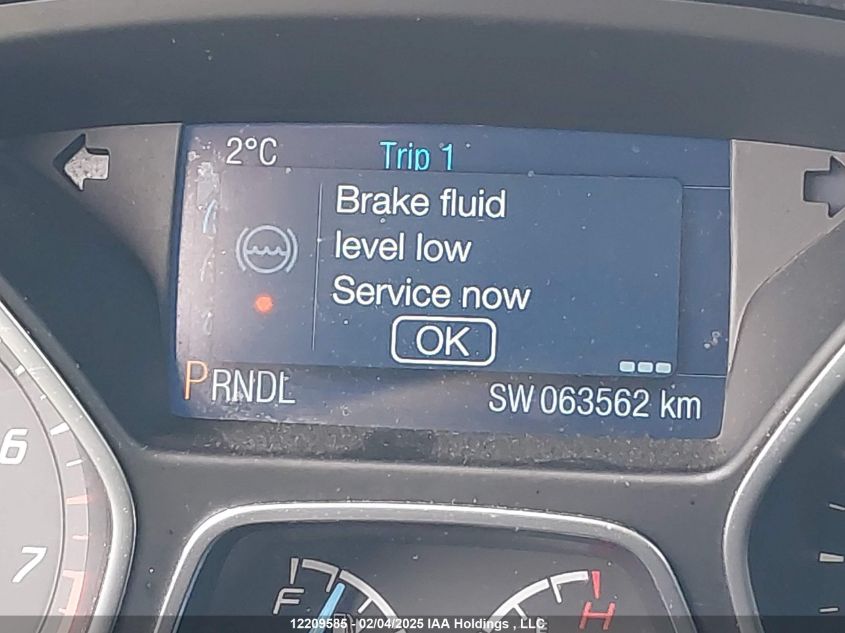 2°C Trip 1
Brake fluid
level low
Service now
OK
PRNDL SW 063562 km
6
7
F H
12209585 - 02/04/2025 IAA Holdings , LLC